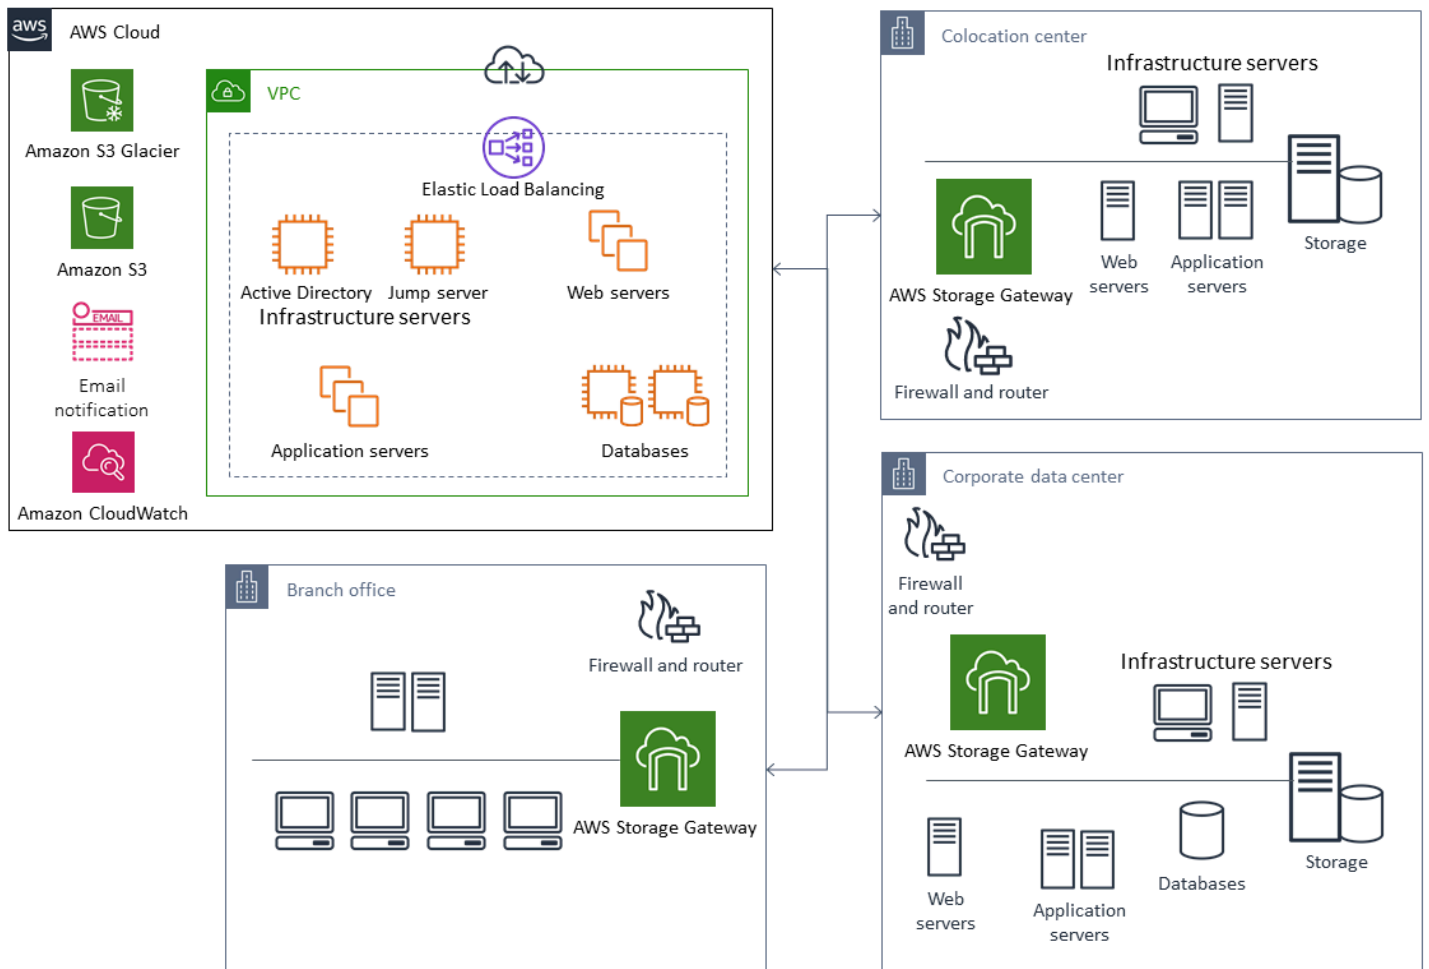 aws
AWS Cloud
Amazon S3 Glacier
Amazon S3
EMAIL
Email
notification
Amazon CloudWatch
VPC
Elastic Load Balancing
Active Directory
Jump server
Web servers
Infrastructure servers
Application servers
Databases
Colocation center
Infrastructure servers
Storage
Web
servers
Application
servers
AWS Storage Gateway
Firewall and router
Branch office
Firewall and router
AWS Storage Gateway
Corporate data center
Firewall
and router
Infrastructure servers
AWS Storage Gateway
Storage
Databases
Web
servers
Application
servers